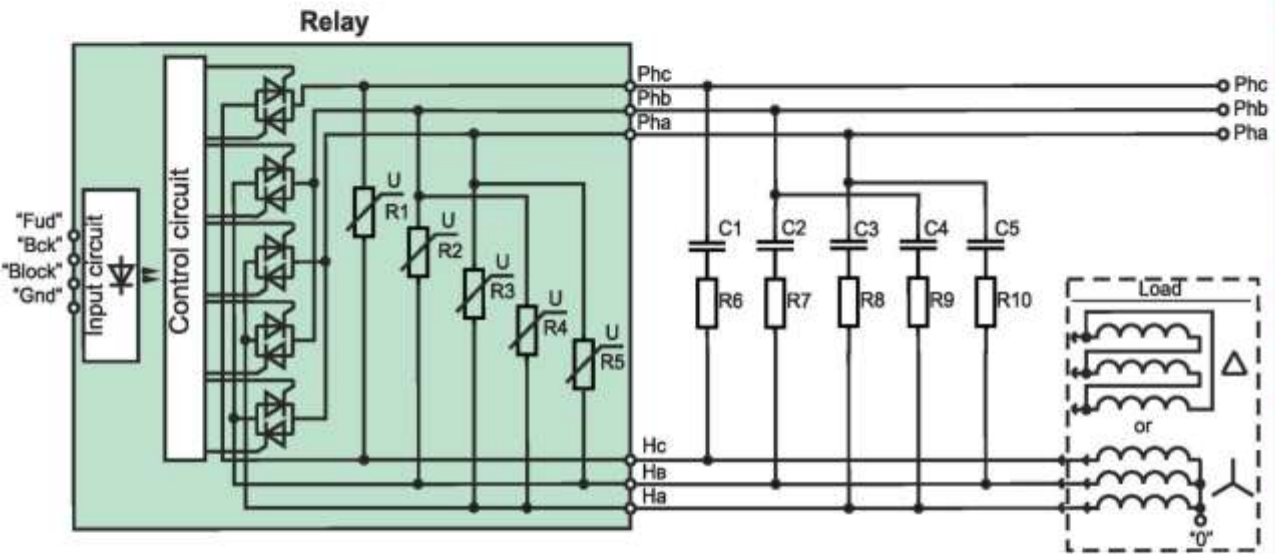 Relay
Phc
Phb
Pha
Phc
Phb
Pha
"Fud"
"Bck"
"Block"
"Gnd"
Input circuit
Control circuit
U
R1
U
R2
U
R3
U
R4
U
R5
C1
C2
C3
C4
C5
R6
R7
R8
R9
R10
Load
Δ
or
Hc
Hв
Ha
"0"